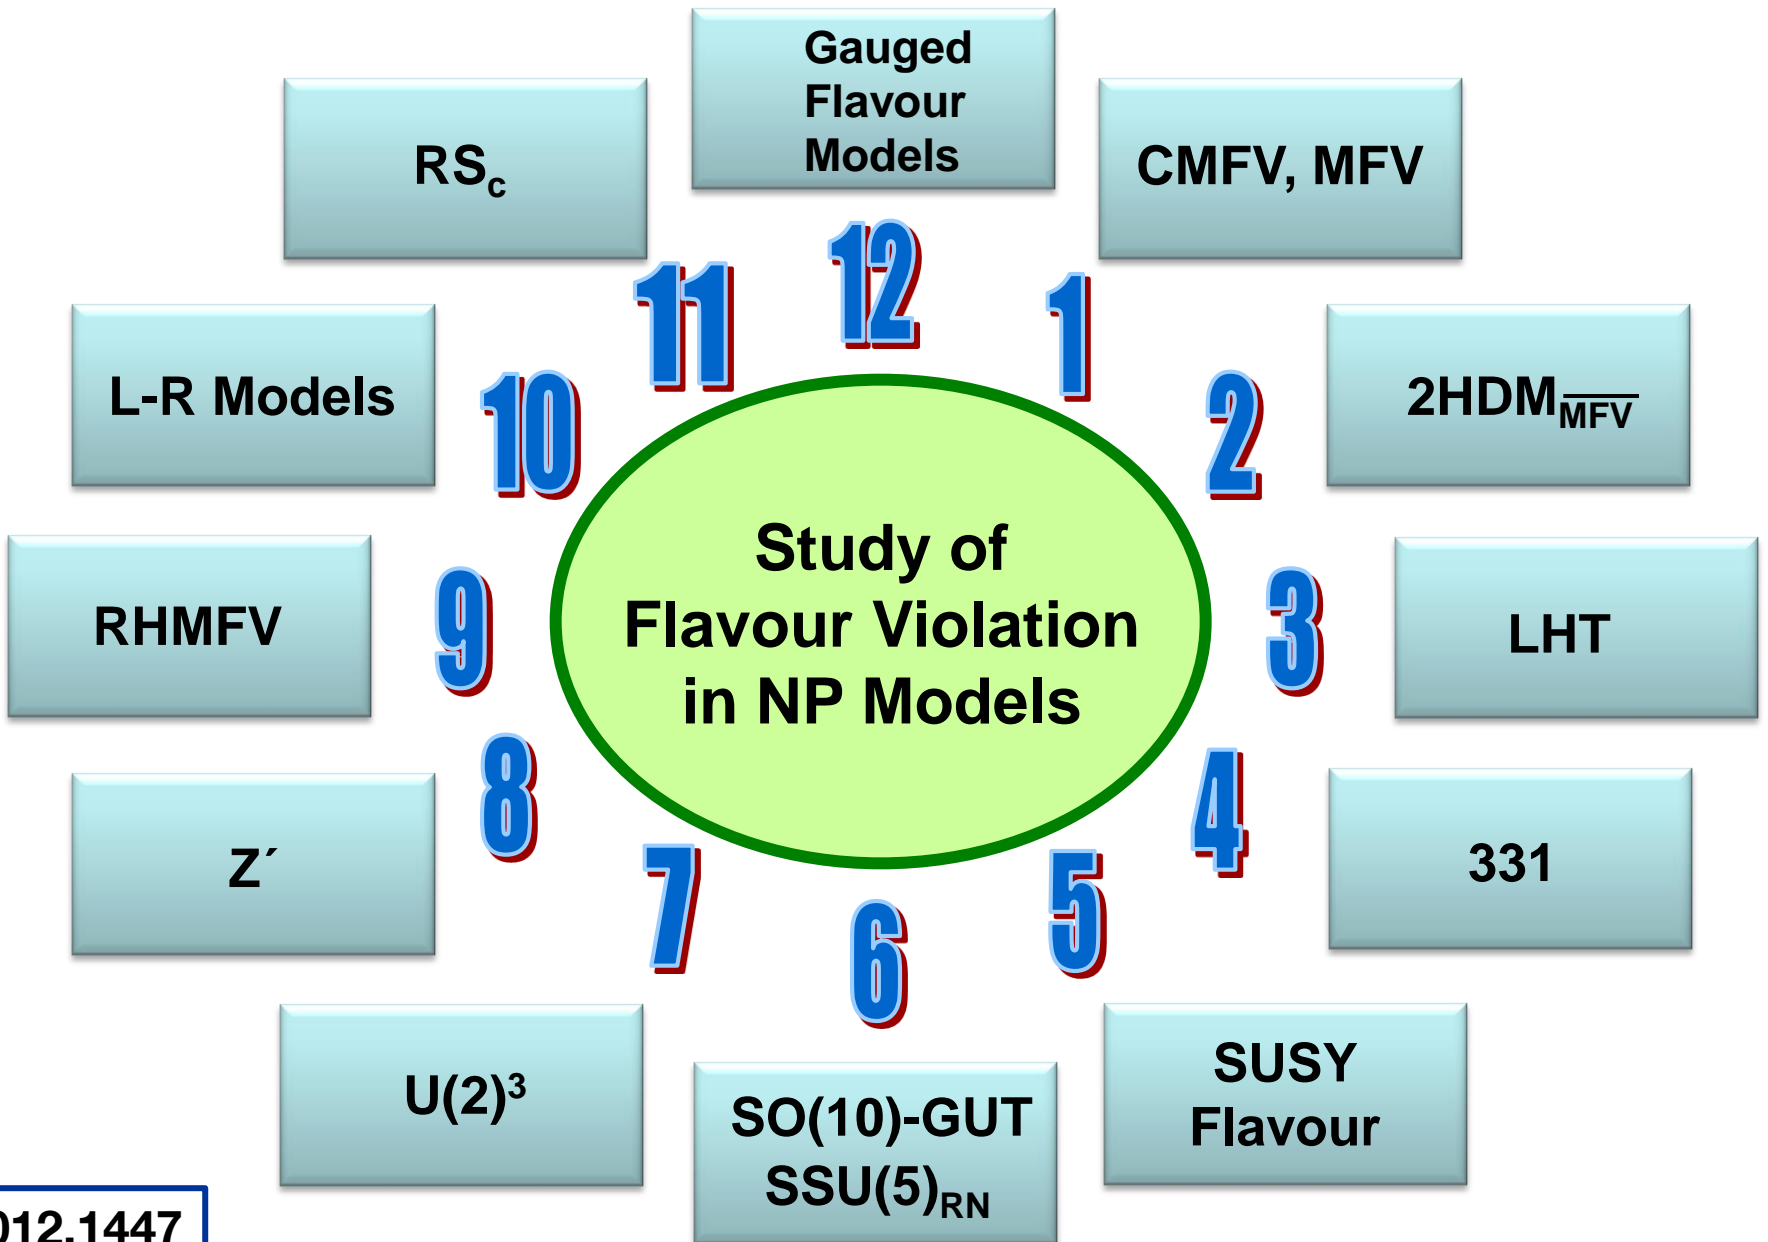 Gauged
Flavour
Models
RSc
CMFV, MFV
12
11
1
L-R Models
10
2
2HDM_MFV̅
Study of
Flavour Violation
in NP Models
RHMFV
9
3
LHT
8
4
Z´
331
7
5
6
U(2)³
SUSY
Flavour
SO(10)-GUT
SSU(5)RN
012.1447